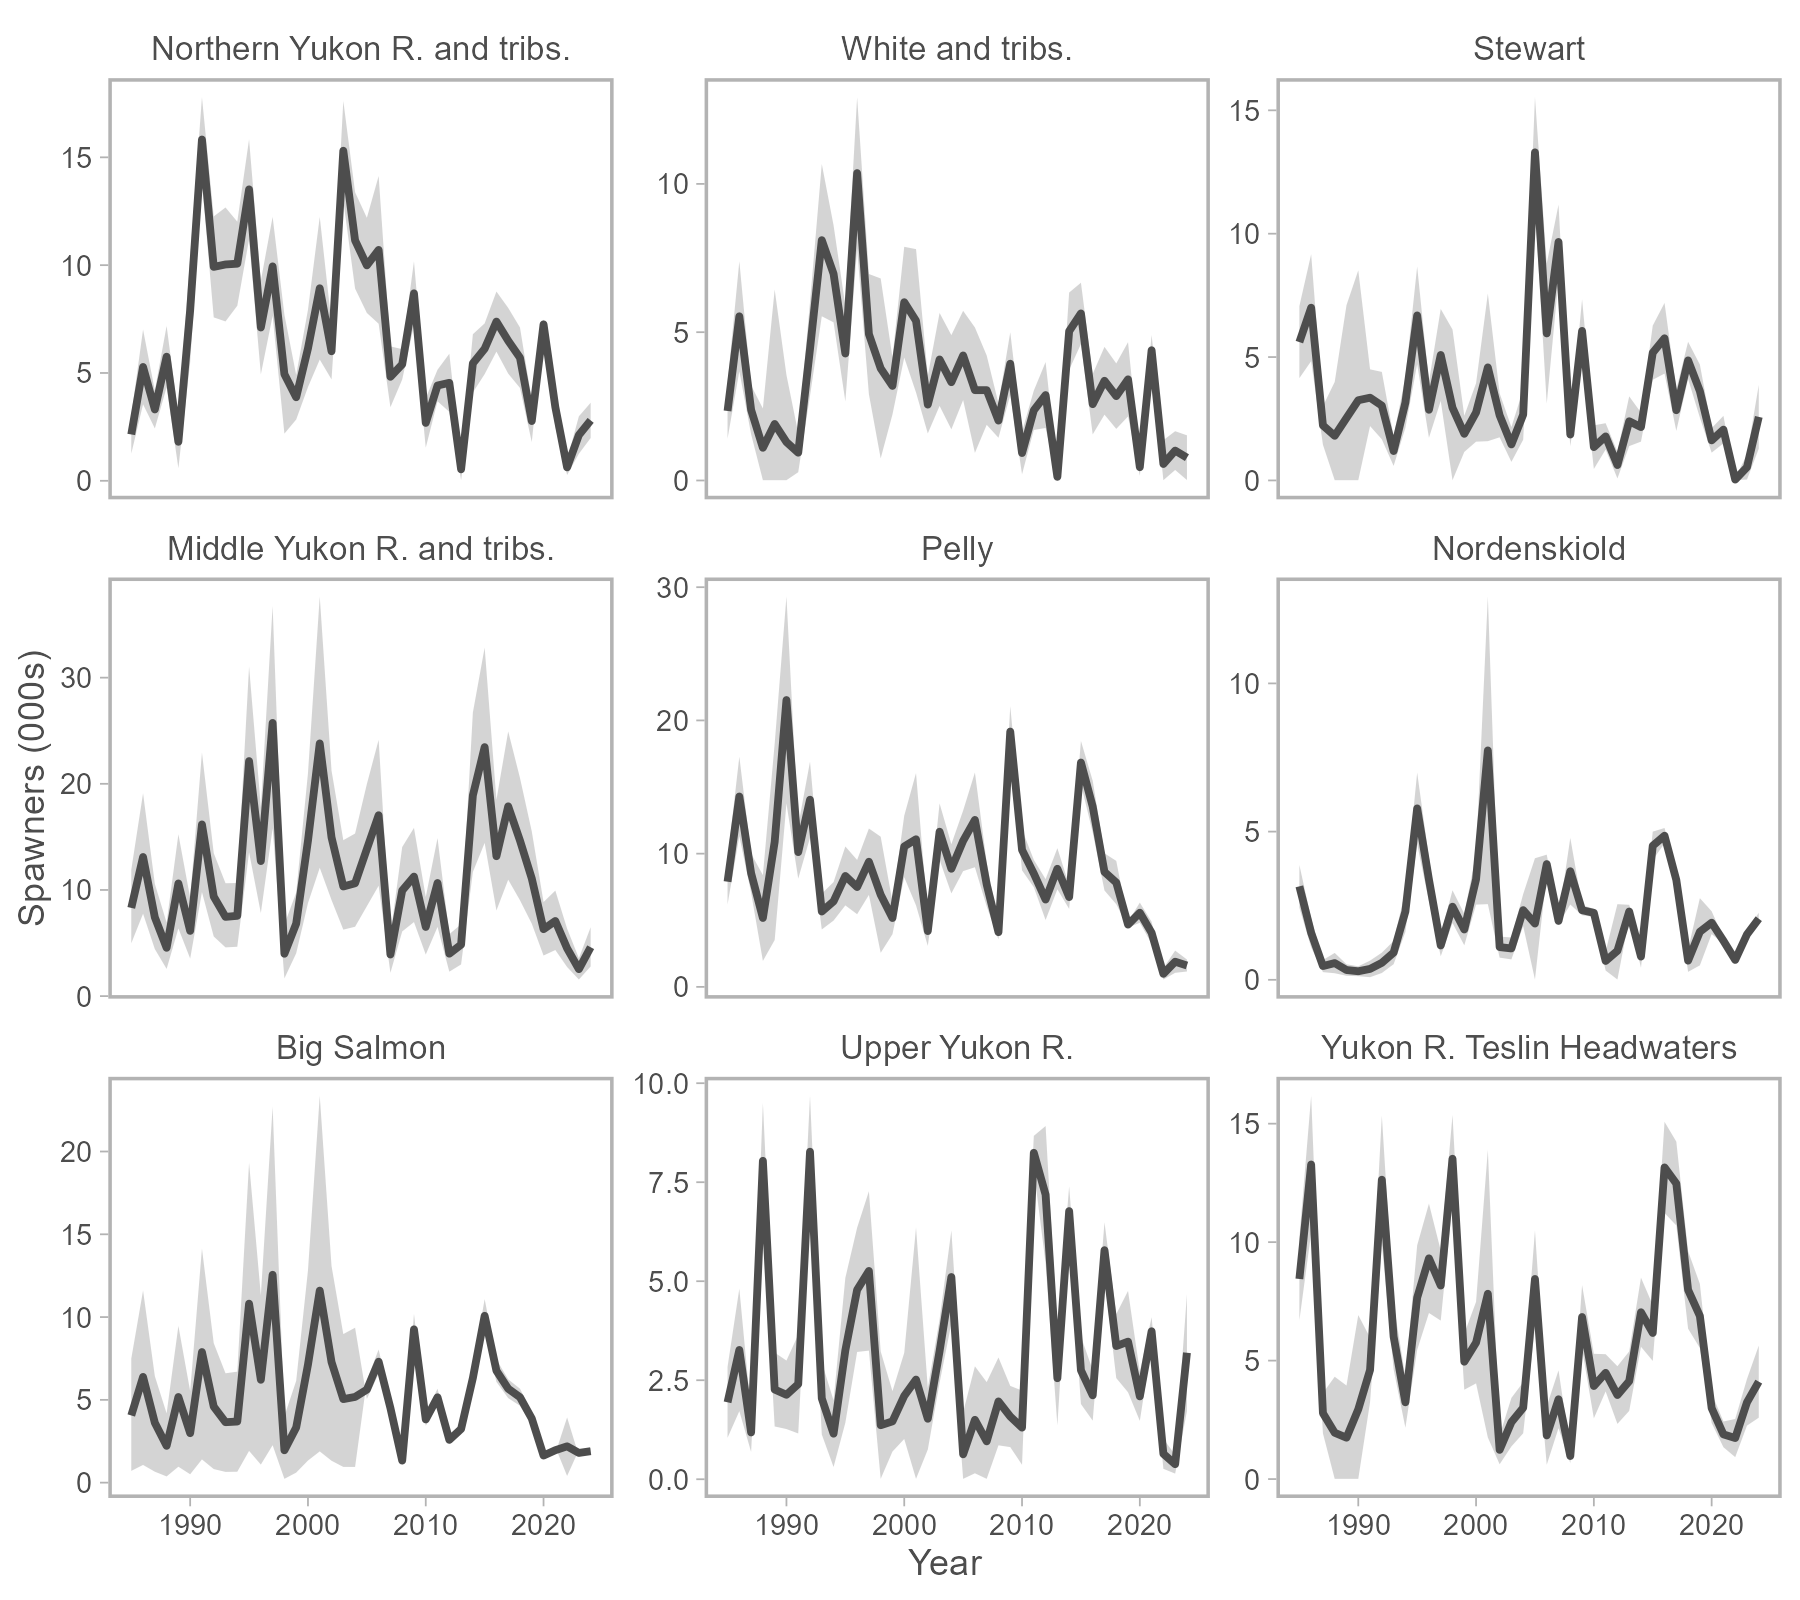 Northern Yukon R. and tribs.
White and tribs.
Stewart
15
10
5
0
10
5
0
15
10
5
0
Middle Yukon R. and tribs.
Pelly
Nordenskiold
Spawners (000s)
30
20
10
0
30
20
10
0
10
5
0
Big Salmon
Upper Yukon R.
Yukon R. Teslin Headwaters
20
15
10
5
0
10.0
7.5
5.0
2.5
0.0
15
10
5
0
1990 2000 2010 2020
1990 2000 2010 2020
1990 2000 2010 2020
Year